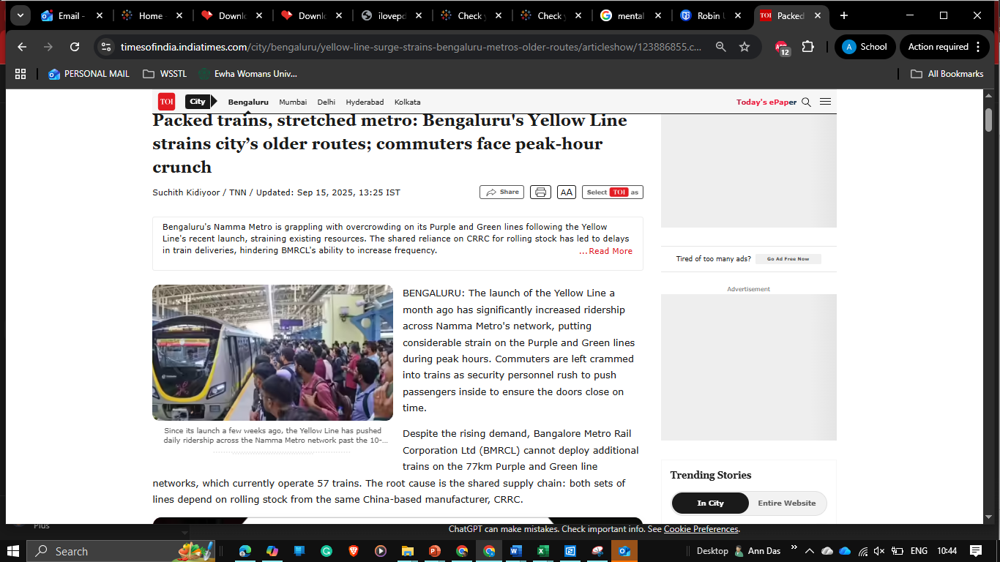 Email -
Home -
Downl
Downl
ilovepd
Check y
Check y
mental
Robin U
TOI Packed
timesofindia.indiatimes.com/city/bengaluru/yellow-line-surge-strains-bengaluru-metros-older-routes/articleshow/123886855.c...
12
A School
Action required
PERSONAL MAIL
WSSTL
Ewha Womans Univ...
All Bookmarks
TOI City Bengaluru Mumbai Delhi Hyderabad Kolkata
Today's ePaper
Packed trains, stretched metro: Bengaluru's Yellow Line
strains city’s older routes; commuters face peak-hour
crunch
Suchith Kidiyoor / TNN / Updated: Sep 15, 2025, 13:25 IST
Share
AA
Select TOI as
Bengaluru's Namma Metro is grappling with overcrowding on its Purple and Green lines following the Yellow
Line's recent launch, straining existing resources. The shared reliance on CRRC for rolling stock has led to delays
in train deliveries, hindering BMRCL's ability to increase frequency.
...Read More
BENGALURU: The launch of the Yellow Line a
month ago has significantly increased ridership
across Namma Metro's network, putting
considerable strain on the Purple and Green lines
during peak hours. Commuters are left crammed
into trains as security personnel rush to push
passengers inside to ensure the doors close on
time.
Since its launch a few weeks ago, the Yellow Line has pushed
daily ridership across the Namma Metro network past the 10-...
Despite the rising demand, Bangalore Metro Rail
Corporation Ltd (BMRCL) cannot deploy additional
trains on the 77km Purple and Green line
networks, which currently operate 57 trains. The root cause is the shared supply chain: both sets of
lines depend on rolling stock from the same China-based manufacturer, CRRC.
Tired of too many ads?
Go Ad Free Now
Advertisement
Trending Stories
In City
Entire Website
Plus
ChatGPT can make mistakes. Check important info. See Cookie Preferences.
Search
Desktop
Ann Das
ENG
10:44